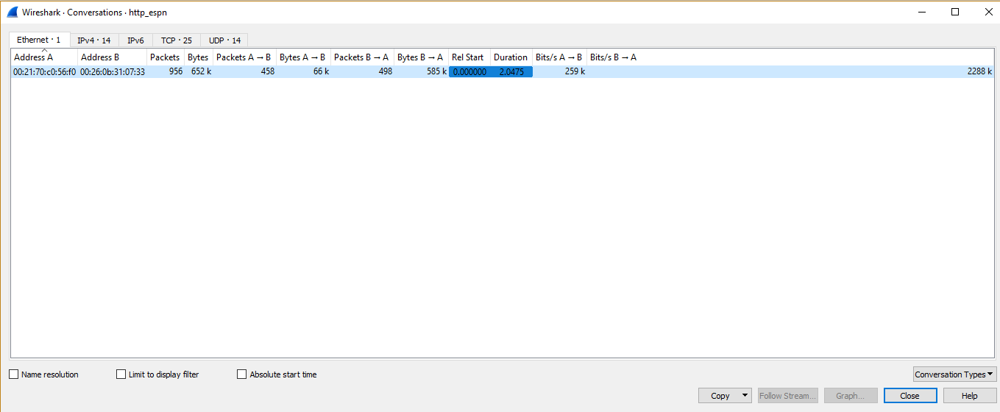 Wireshark · Conversations · http_espn
Ethernet · 1 IPv4 · 14 IPv6 TCP · 25 UDP · 14
Address A Address B Packets Bytes Packets A → B Bytes A → B Packets B → A Bytes B → A Rel Start Duration Bits/s A → B Bits/s B → A
00:21:70:c0:56:f0 00:26:0b:31:07:33 956 652 k 458 66 k 498 585 k 0.000000 2.0475 259 k 2288 k
Name resolution Limit to display filter Absolute start time Conversation Types
Copy Follow Stream... Graph... Close Help